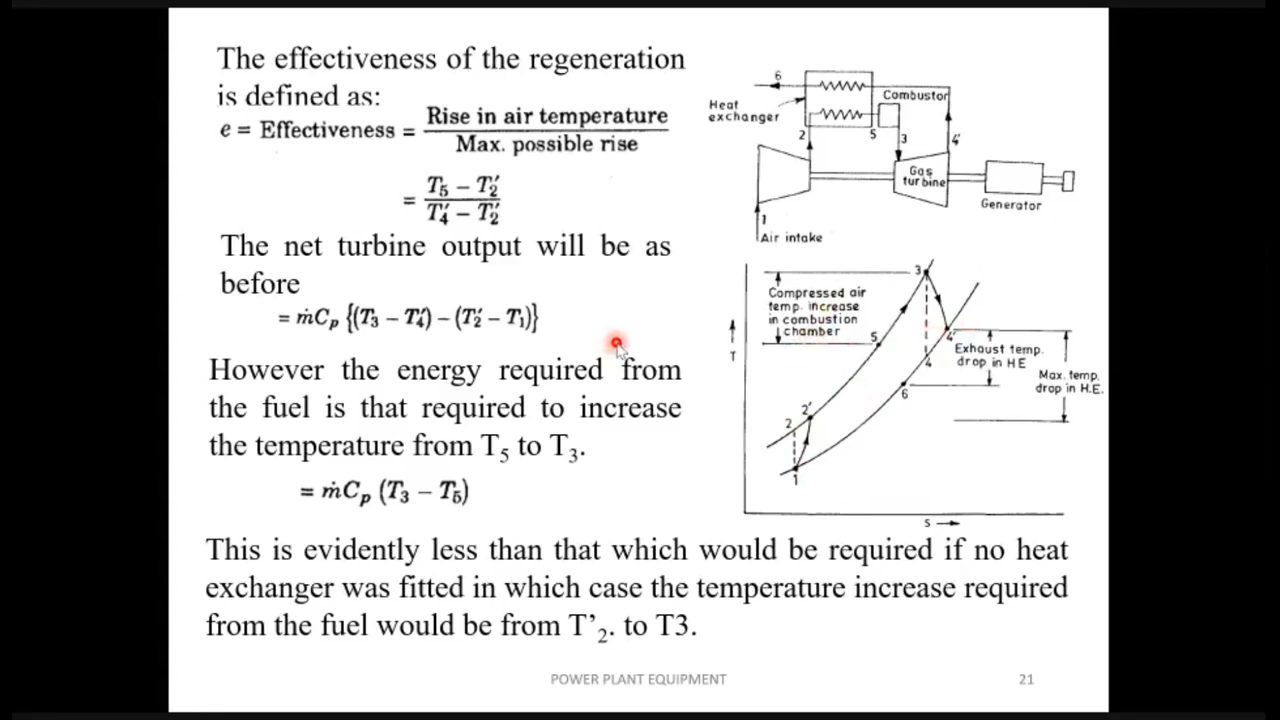 The effectiveness of the regeneration
is defined as:
e = Effectiveness = Rise in air temperature / Max. possible rise
= T₅ − T₂′ / T₄′ − T₂′
The net turbine output will be as
before
= ṁCₚ {(T₃ − T₄′) − (T₂′ − T₁)}
However the energy required from
the fuel is that required to increase
the temperature from T₅ to T₃.
= ṁCₚ (T₃ − T₅)
This is evidently less than that which would be required if no heat
exchanger was fitted in which case the temperature increase required
from the fuel would be from T’₂. to T3.
6
Heat
exchanger
Combustor
2
5
3
4′
Gas
turbine
Generator
1
Air intake
3
Compressed air
temp. increase
in combustion
chamber
T
5
4′
4
Exhaust temp.
drop in HE
Max. temp.
drop in H.E.
6
2′
2
1
s
POWER PLANT EQUIPMENT
21